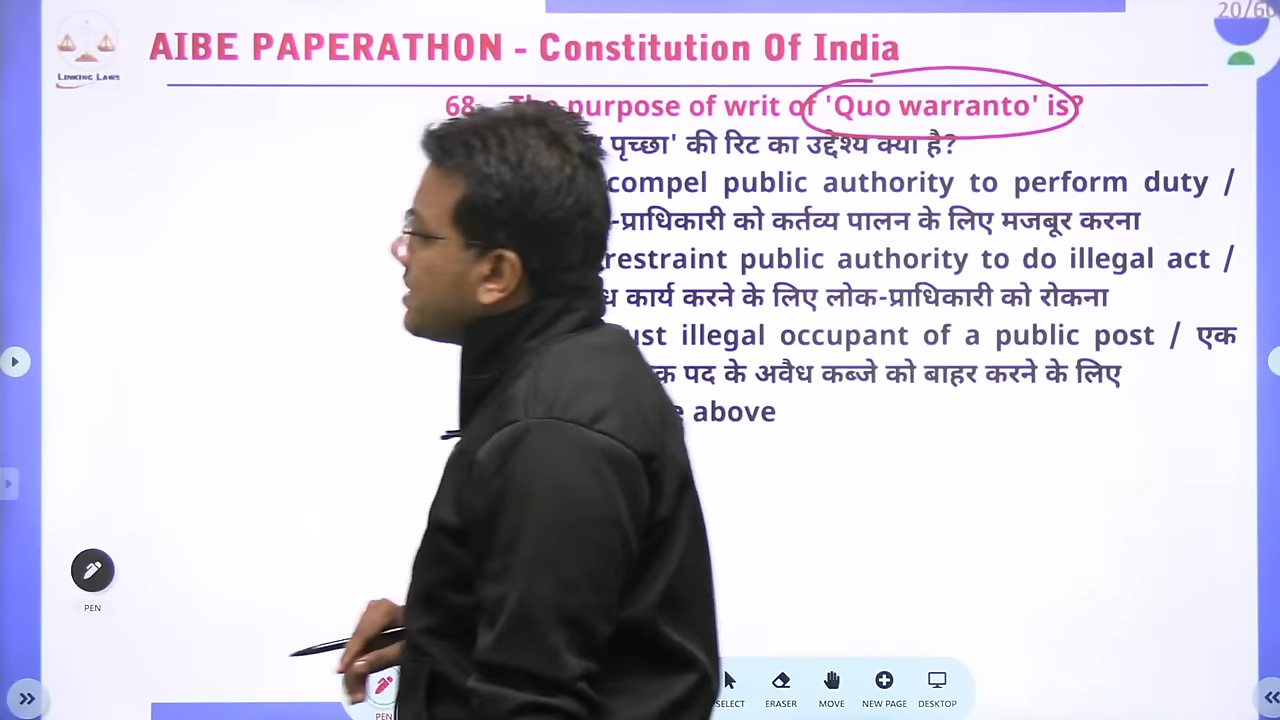 20/60
LINKING LAWS
AIBE PAPERATHON - Constitution Of India
68. The purpose of writ of 'Quo warranto' is?
पृच्छा' की रिट का उद्देश्य क्या है?
compel public authority to perform duty /
-प्राधिकारी को कर्तव्य पालन के लिए मजबूर करना
restraint public authority to do illegal act /
कार्य करने के लिए लोक-प्राधिकारी को रोकना
illegal occupant of a public post / एक
पद के अवैध कब्जे को बाहर करने के लिए
above
PEN
PEN
SELECT ERASER MOVE NEW PAGE DESKTOP